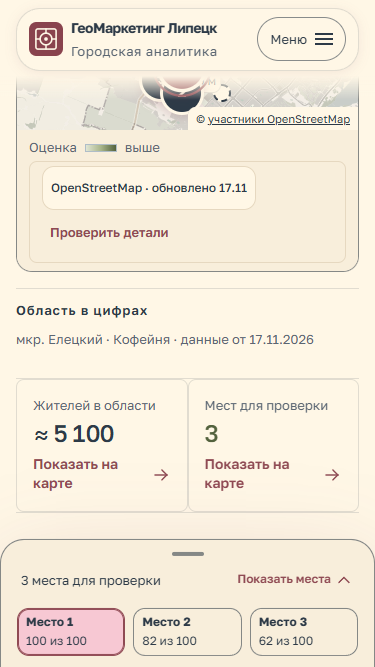 ГеоМаркетинг Липецк
Городская аналитика
Меню
© участники OpenStreetMap
Оценка выше
OpenStreetMap · обновлено 17.11
Проверить детали
Область в цифрах
мкр. Елецкий · Кофейня · данные от 17.11.2026
Жителей в области
≈ 5 100
Показать на
карте
Мест для проверки
3
Показать на
карте
3 места для проверки
Показать места
Место 1
100 из 100
Место 2
82 из 100
Место 3
62 из 100